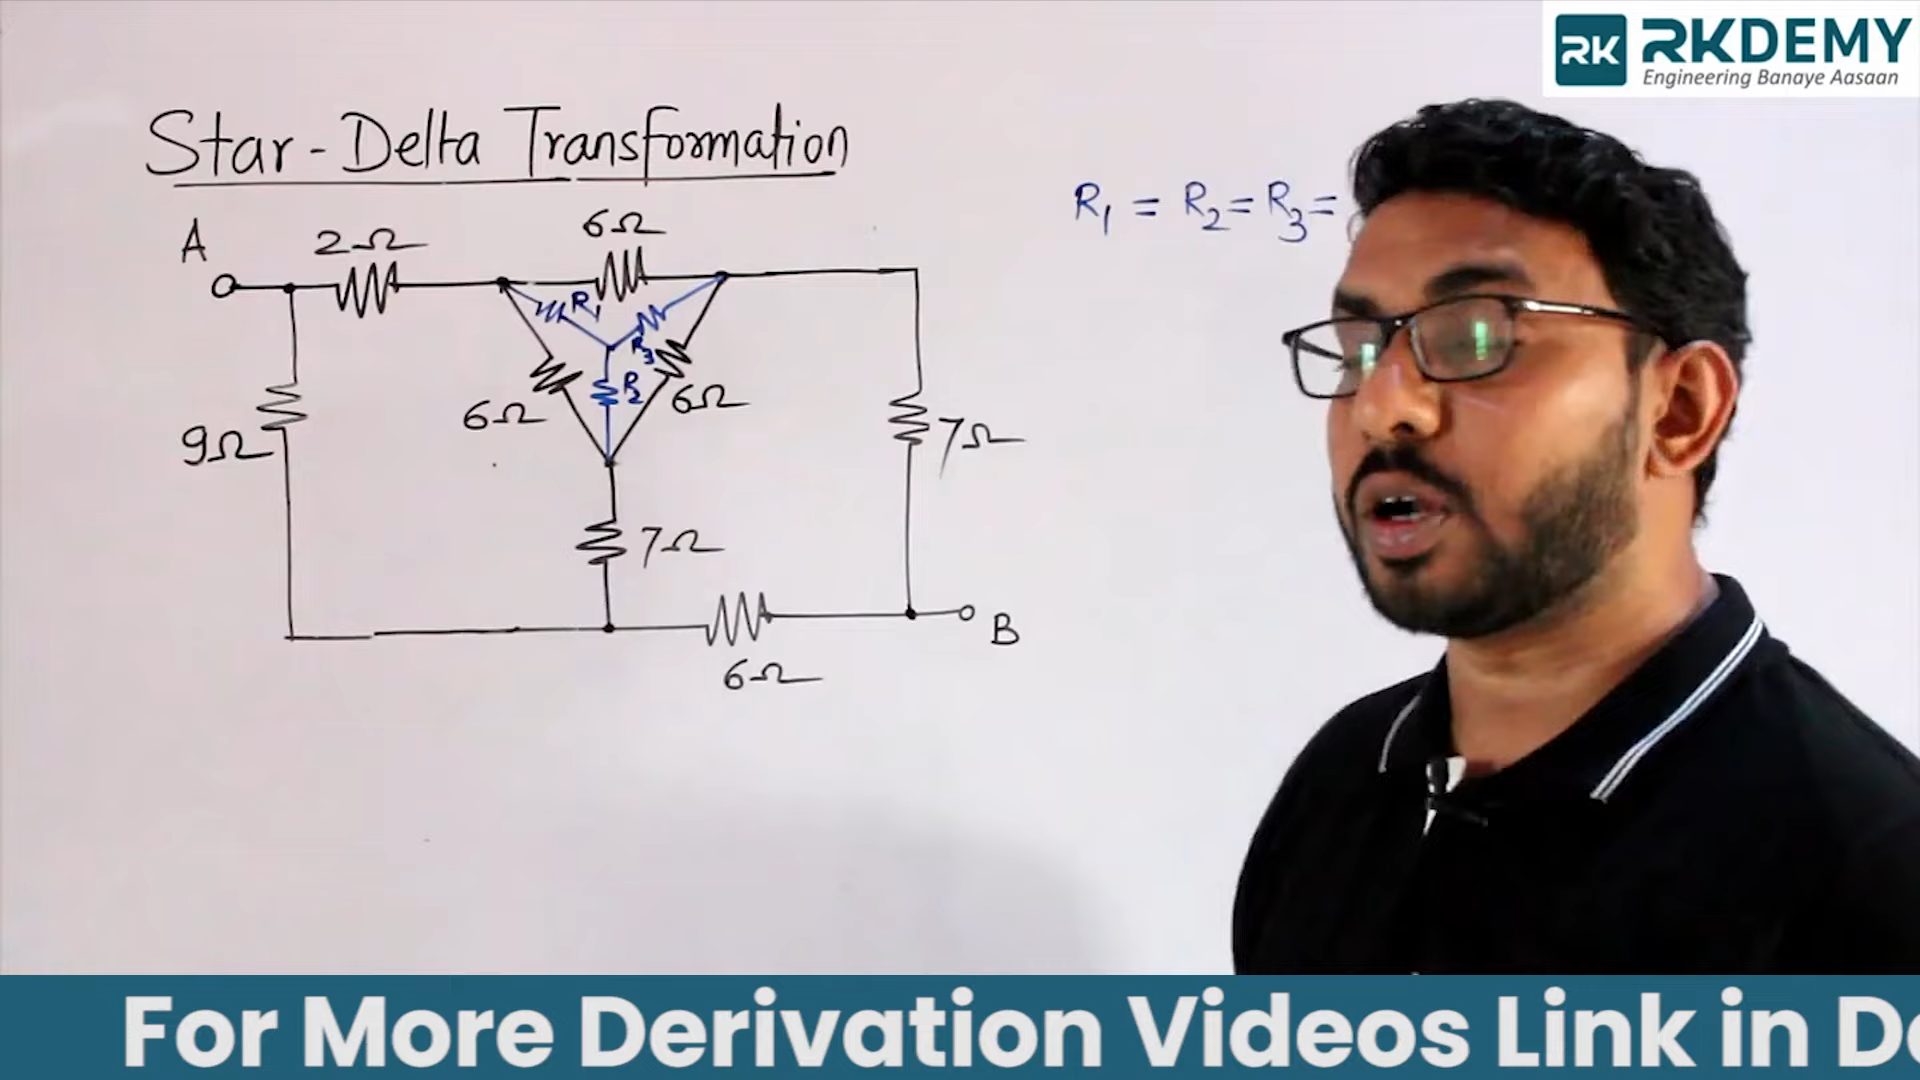 RK RKDEMY
Engineering Banaye Aasaan
Star-Delta Transformation
R₁ = R₂= R₃=
A
2Ω
6Ω
R₁
R₃
R₂
6Ω
6Ω
9Ω
7Ω
7Ω
6Ω
B
For More Derivation Videos Link in De